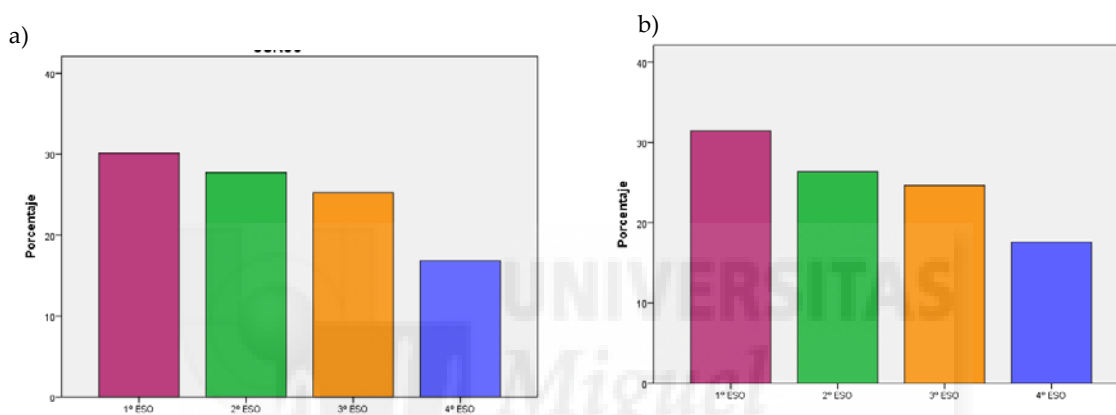 a)
40
30
20
10
0
Porcentaje
1º ESO 2º ESO 3º ESO 4º ESO
b)
40
30
20
10
0
Porcentaje
1º ESO 2º ESO 3º ESO 4º ESO
UNIVERSITAS
Miguel